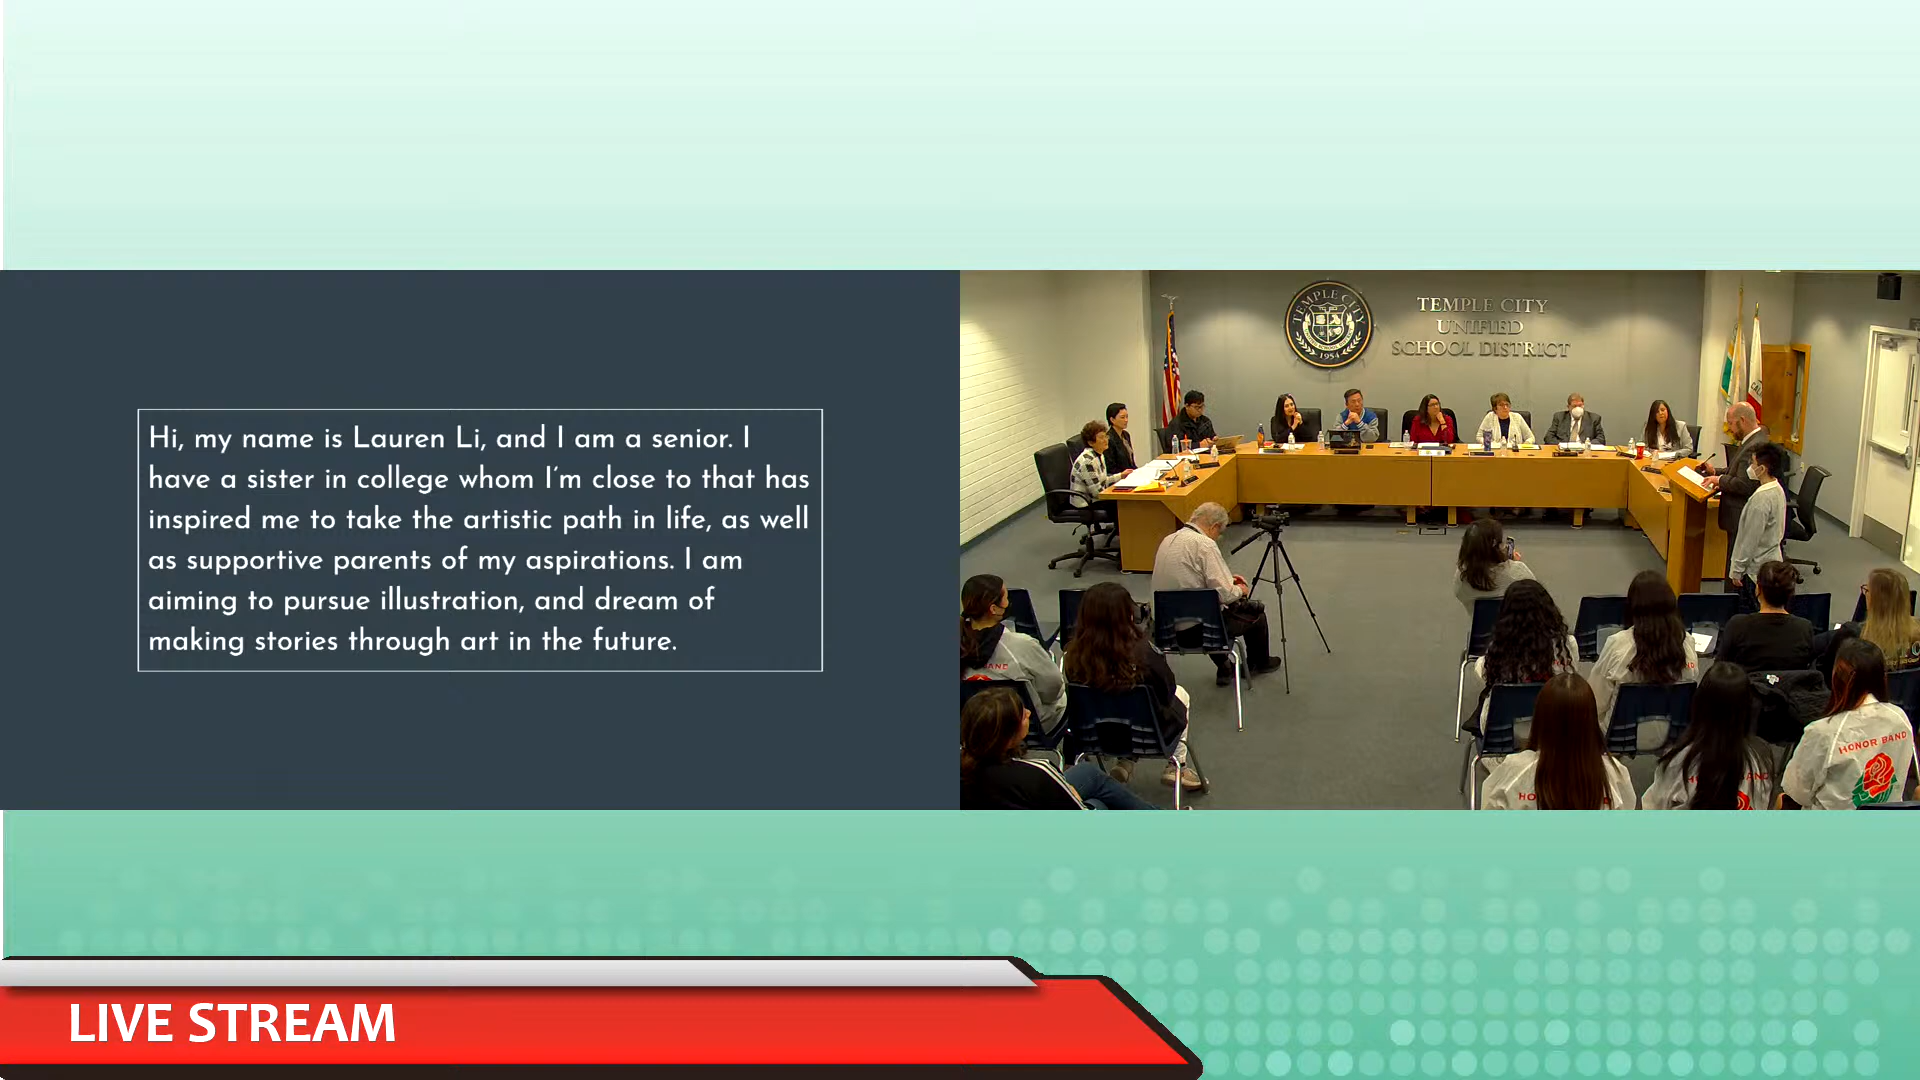 Hi, my name is Lauren Li, and I am a senior. I
have a sister in college whom I'm close to that has
inspired me to take the artistic path in life, as well
as supportive parents of my aspirations. I am
aiming to pursue illustration, and dream of
making stories through art in the future.
TEMPLE CITY
1954
TEMPLE CITY
UNIFIED
SCHOOL DISTRICT
HONOR BAND
LIVE STREAM